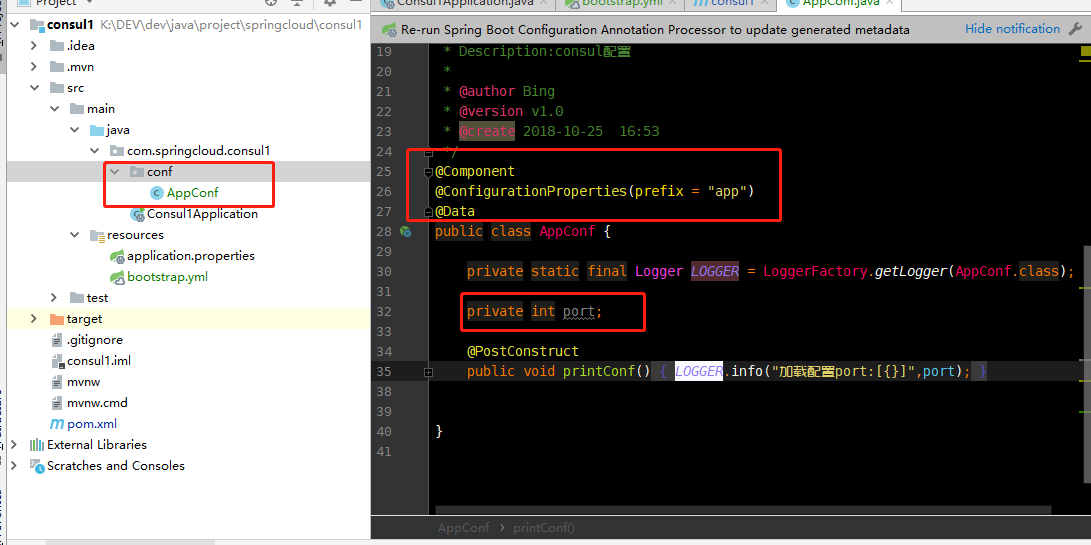 Project
Consul1Application.java
bootstrap.yml
consul1
AppConf.java
consul1 K:\DEV\dev\java\project\springcloud\consul1
.idea
.mvn
src
main
java
com.springcloud.consul1
conf
AppConf
Consul1Application
resources
application.properties
bootstrap.yml
test
target
.gitignore
consul1.iml
mvnw
mvnw.cmd
pom.xml
External Libraries
Scratches and Consoles
Re-run Spring Boot Configuration Annotation Processor to update generated metadata
Hide notification
19 * Description:consul配置
20 *
21 * @author Bing
22 * @version v1.0
23 * @create 2018-10-25 16:53
24 */
25 @Component
26 @ConfigurationProperties(prefix = "app")
27 @Data
28 public class AppConf {
29
30 private static final Logger LOGGER = LoggerFactory.getLogger(AppConf.class);
31
32 private int port;
33
34 @PostConstruct
35 public void printConf() { LOGGER.info("加载配置port:[{}]",port); }
38
39
40 }
41
AppConf › printConf()